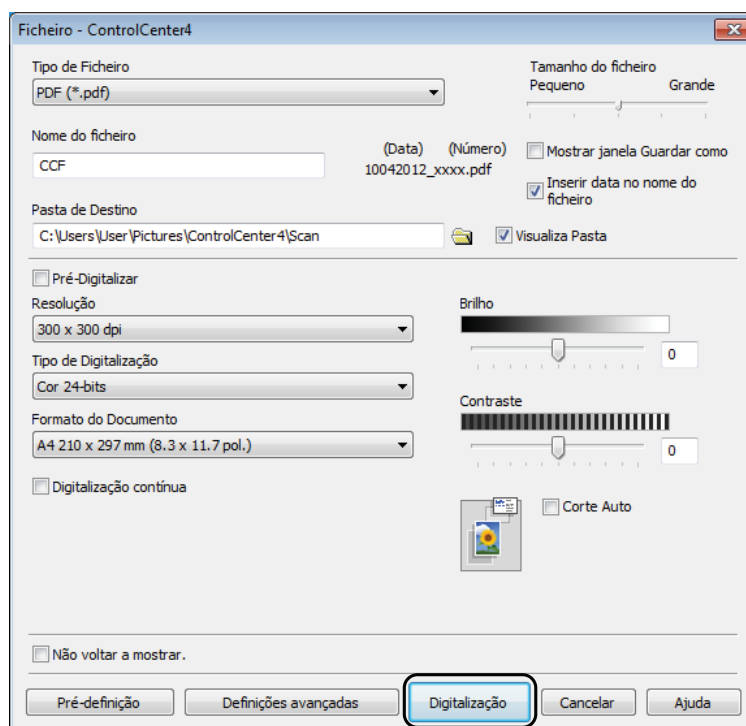 Ficheiro - ControlCenter4
Tipo de Ficheiro
PDF (*.pdf)
Tamanho do ficheiro
Pequeno Grande
Nome do ficheiro
CCF
(Data) (Número)
10042012_xxxx.pdf
Mostrar janela Guardar como
Inserir data no nome do
ficheiro
Pasta de Destino
C:\Users\User\Pictures\ControlCenter4\Scan
Visualiza Pasta
Pré-Digitalizar
Resolução
300 x 300 dpi
Tipo de Digitalização
Cor 24-bits
Formato do Documento
A4 210 x 297 mm (8.3 x 11.7 pol.)
Digitalização contínua
Brilho
0
Contraste
0
Corte Auto
Não voltar a mostrar.
Pré-definição Definições avançadas Digitalização Cancelar Ajuda